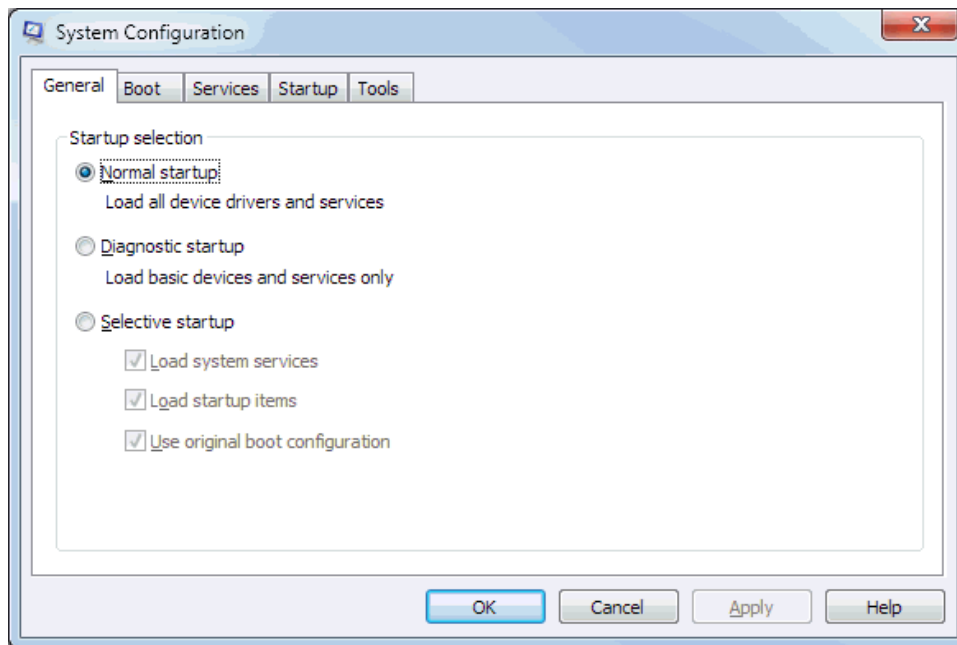 System Configuration
General Boot Services Startup Tools
Startup selection
Normal startup
Load all device drivers and services
Diagnostic startup
Load basic devices and services only
Selective startup
Load system services
Load startup items
Use original boot configuration
OK Cancel Apply Help